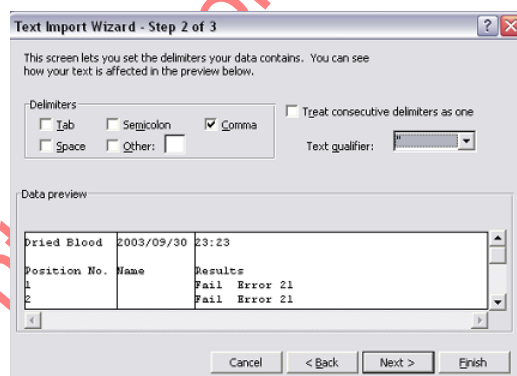 Text Import Wizard - Step 2 of 3
This screen lets you set the delimiters your data contains. You can see
how your text is affected in the preview below.
Delimiters
Tab Semicolon Comma
Space Other:
Treat consecutive delimiters as one
Text qualifier: "
Data preview
Dried Blood 2003/09/30 23:23
Position No. Name Results
1 Fail Error 21
2 Fail Error 21
Cancel < Back Next > Finish